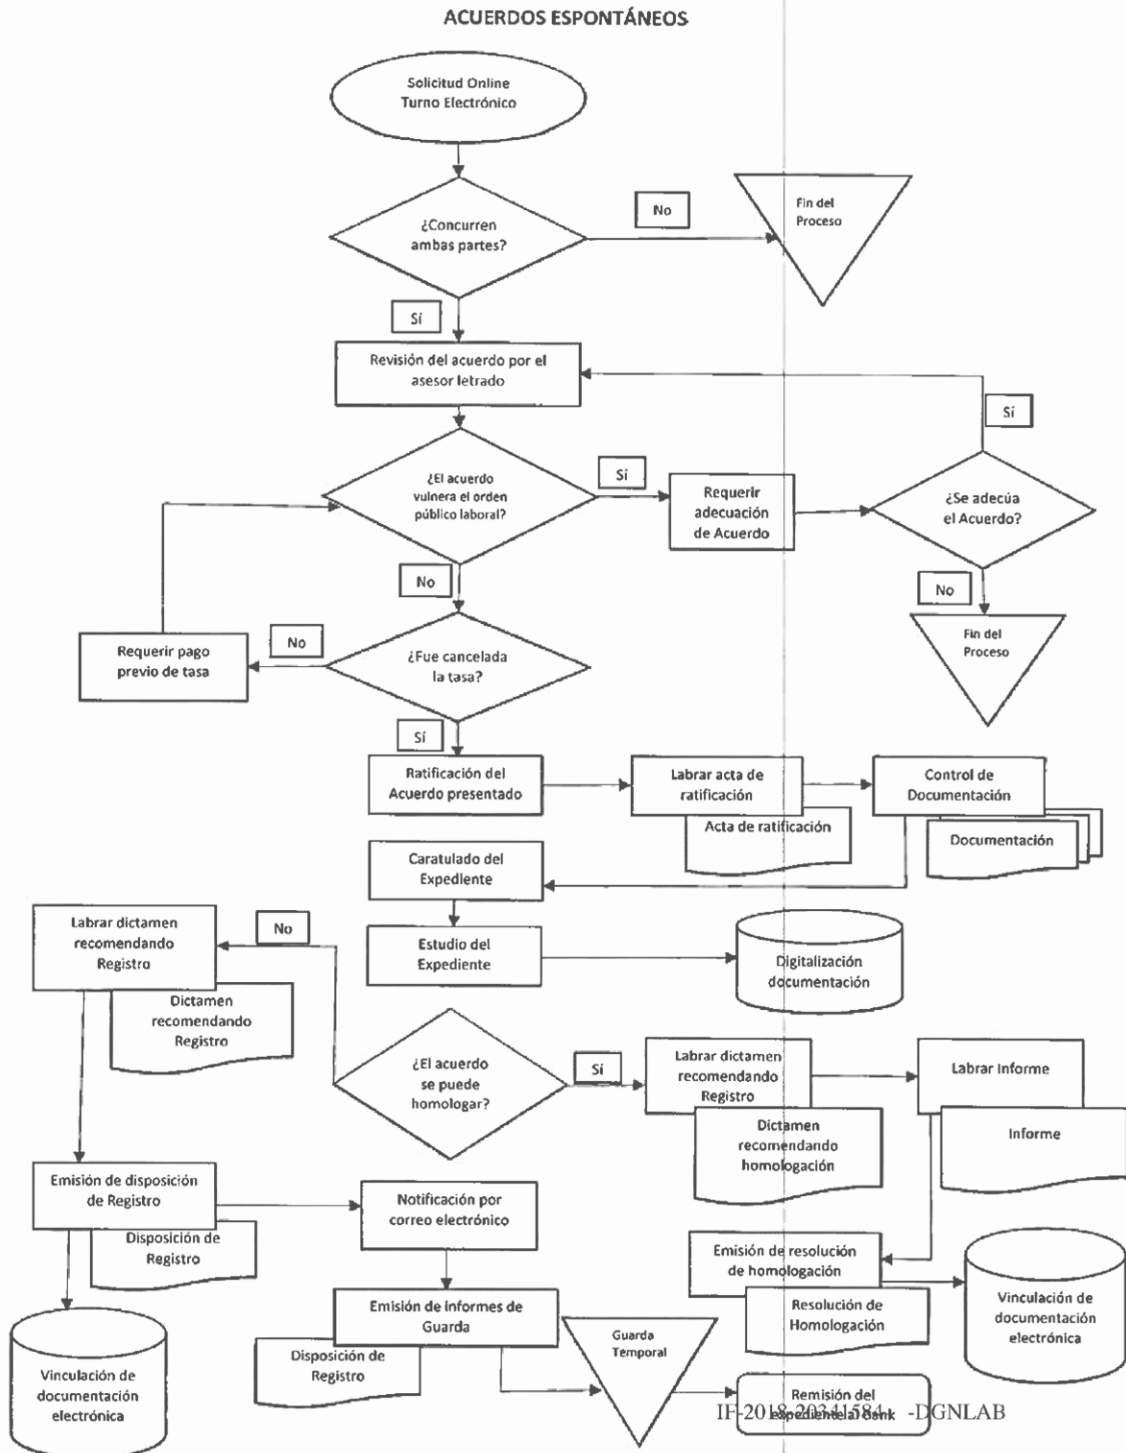 ACUERDOS ESPONTÁNEOS
Solicitud Online
Turno Electrónico
¿Concurren
ambas partes?
No
Fin del
Proceso
Sí
Revisión del acuerdo por el
asesor letrado
Sí
¿El acuerdo
vulnera el orden
público laboral?
Sí
Requerir
adecuación
de Acuerdo
¿Se adecúa
el Acuerdo?
No
No
Fin del
Proceso
Requerir pago
previo de tasa
No
¿Fue cancelada
la tasa?
Sí
Ratificación del
Acuerdo presentado
Labrar acta de
ratificación
Acta de ratificación
Control de
Documentación
Documentación
Caratulado del
Expediente
Labrar dictamen
recomendando
Registro
No
Estudio del
Expediente
Digitalización
documentación
Dictamen
recomendando
Registro
¿El acuerdo
se puede
homologar?
Sí
Labrar dictamen
recomendando
Registro
Labrar Informe
Dictamen
recomendando
homologación
Informe
Emisión de disposición
de Registro
Disposición de
Registro
Notificación por
correo electrónico
Emisión de resolución
de homologación
Resolución de
Homologación
Vinculación de
documentación
electrónica
Emisión de informes de
Guarda
Disposición de
Registro
Guarda
Temporal
Vinculación de
documentación
electrónica
Remisión del
expediente al Bank
IF-2018-20341584- -DGNLAB